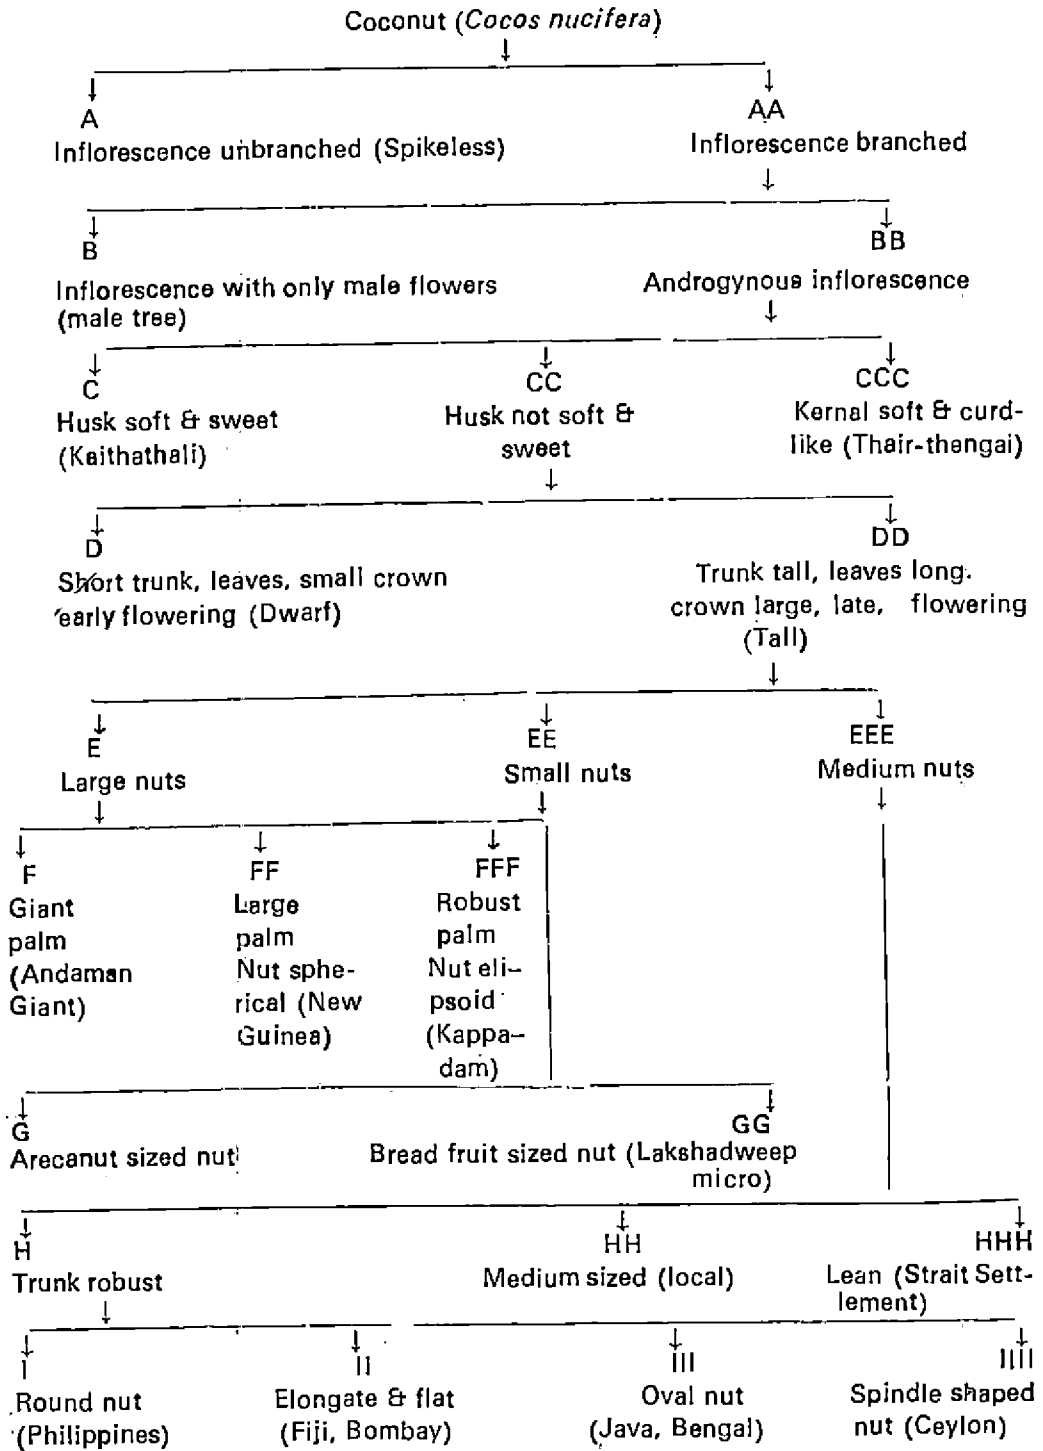 Coconut (Cocos nucifera)
A
Inflorescence unbranched (Spikeless)
AA
Inflorescence branched
B
Inflorescence with only male flowers
(male tree)
BB
Androgynous inflorescence
C
Husk soft & sweet
(Kaithathali)
CC
Husk not soft &
sweet
CCC
Kernal soft & curd-
like (Thair-thengai)
D
Short trunk, leaves, small crown
early flowering (Dwarf)
DD
Trunk tall, leaves long.
crown large, late, flowering
(Tall)
E
Large nuts
EE
Small nuts
EEE
Medium nuts
F
Giant
palm
(Andaman
Giant)
FF
Large
palm
Nut sphe-
rical (New
Guinea)
FFF
Robust
palm
Nut eli-
psoid
(Kappa-
dam)
G
Arecanut sized nut
GG
Bread fruit sized nut (Lakshadweep
micro)
H
Trunk robust
HH
Medium sized (local)
HHH
Lean (Strait Sett-
lement)
I
Round nut
(Philippines)
II
Elongate & flat
(Fiji, Bombay)
III
Oval nut
(Java, Bengal)
IIII
Spindle shaped
nut (Ceylon)